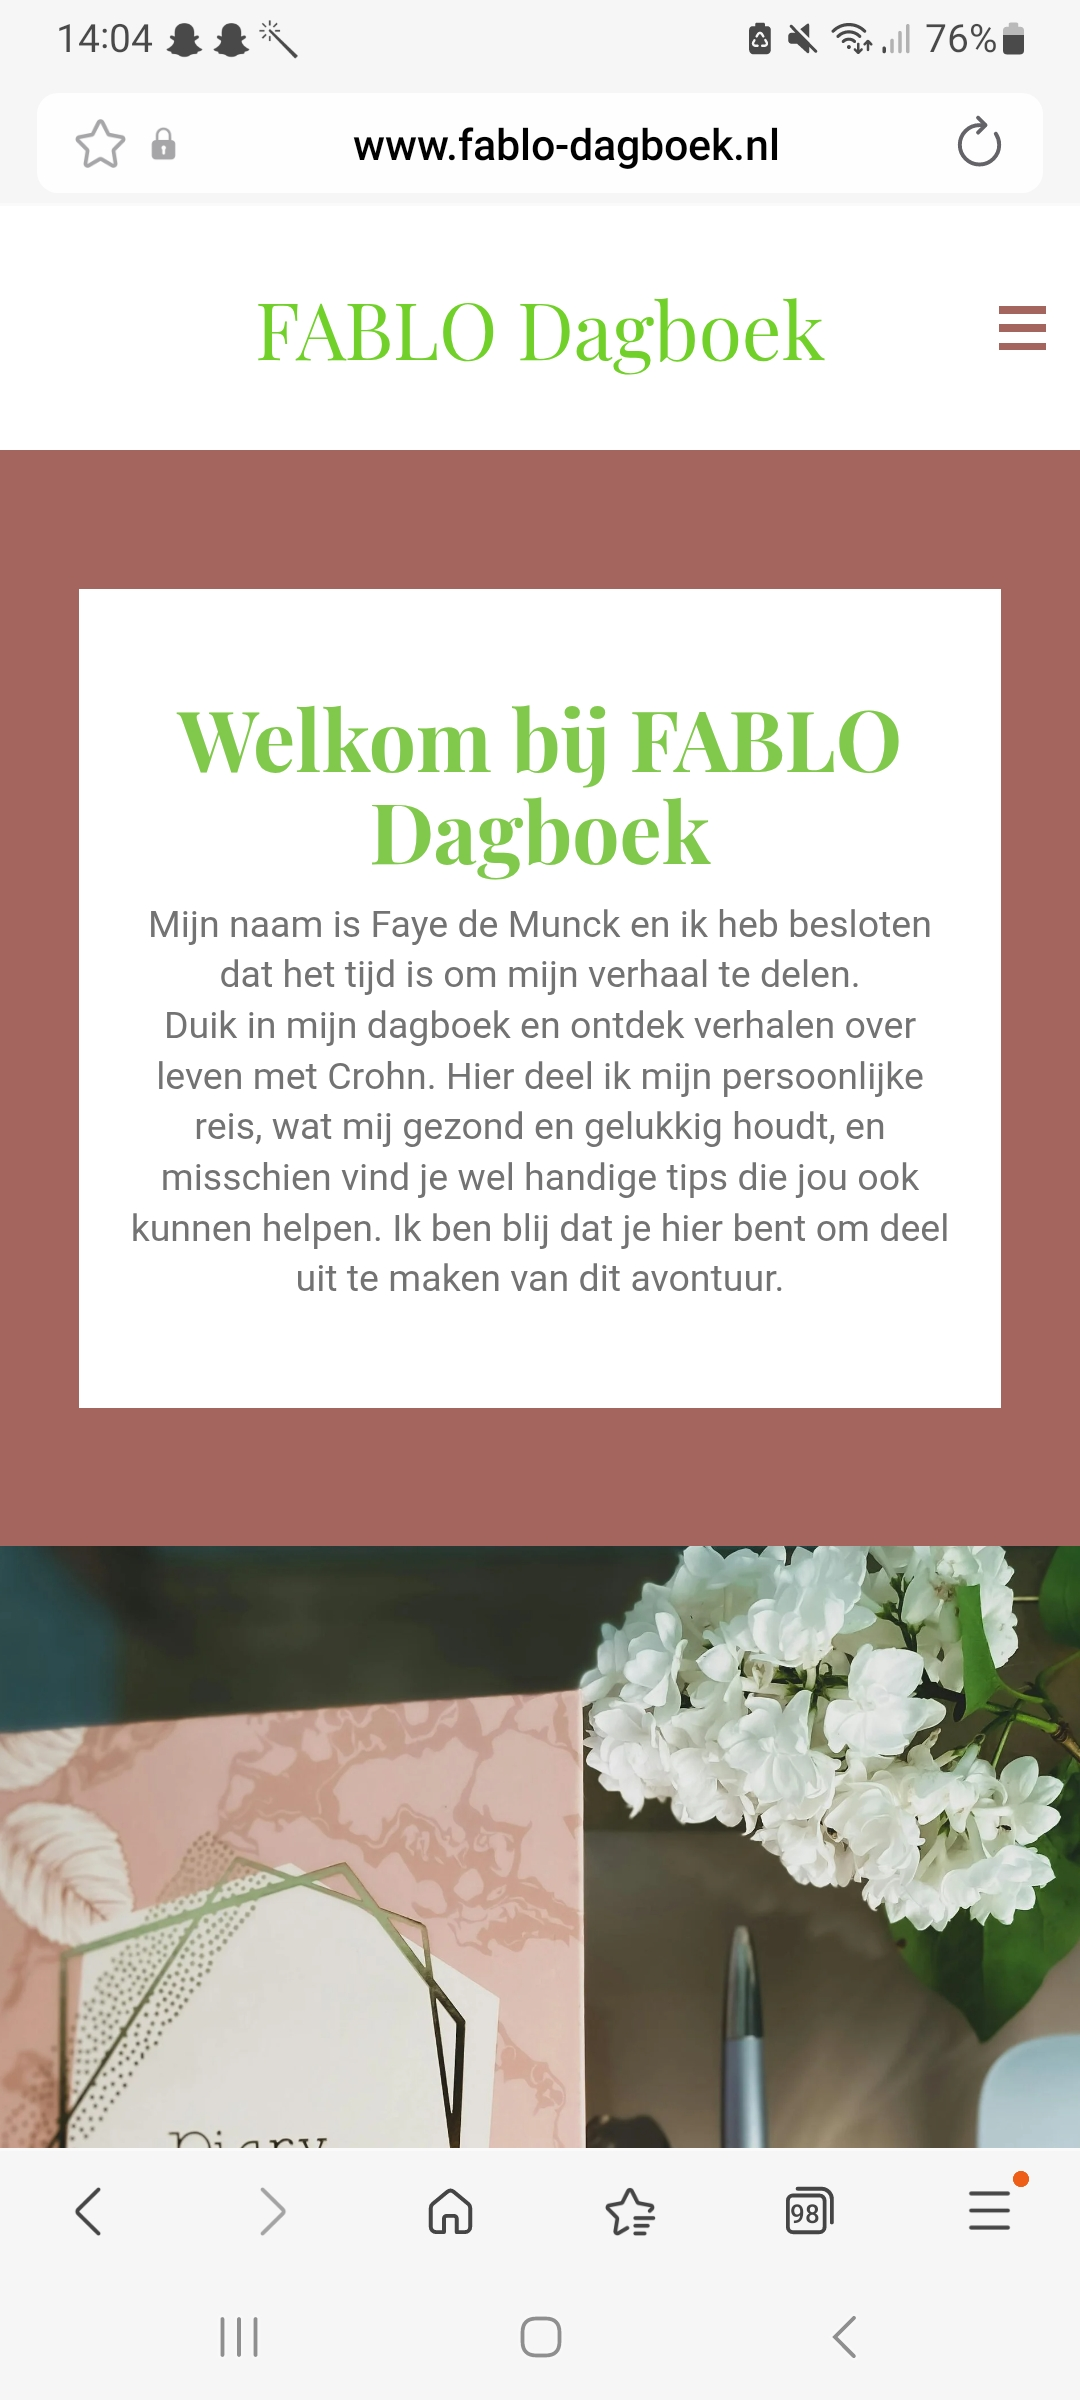 14:04
76%
www.fablo-dagboek.nl
FABLO Dagboek
Welkom bij FABLO
Dagboek
Mijn naam is Faye de Munck en ik heb besloten
dat het tijd is om mijn verhaal te delen.
Duik in mijn dagboek en ontdek verhalen over
leven met Crohn. Hier deel ik mijn persoonlijke
reis, wat mij gezond en gelukkig houdt, en
misschien vind je wel handige tips die jou ook
kunnen helpen. Ik ben blij dat je hier bent om deel
uit te maken van dit avontuur.
Diary
98